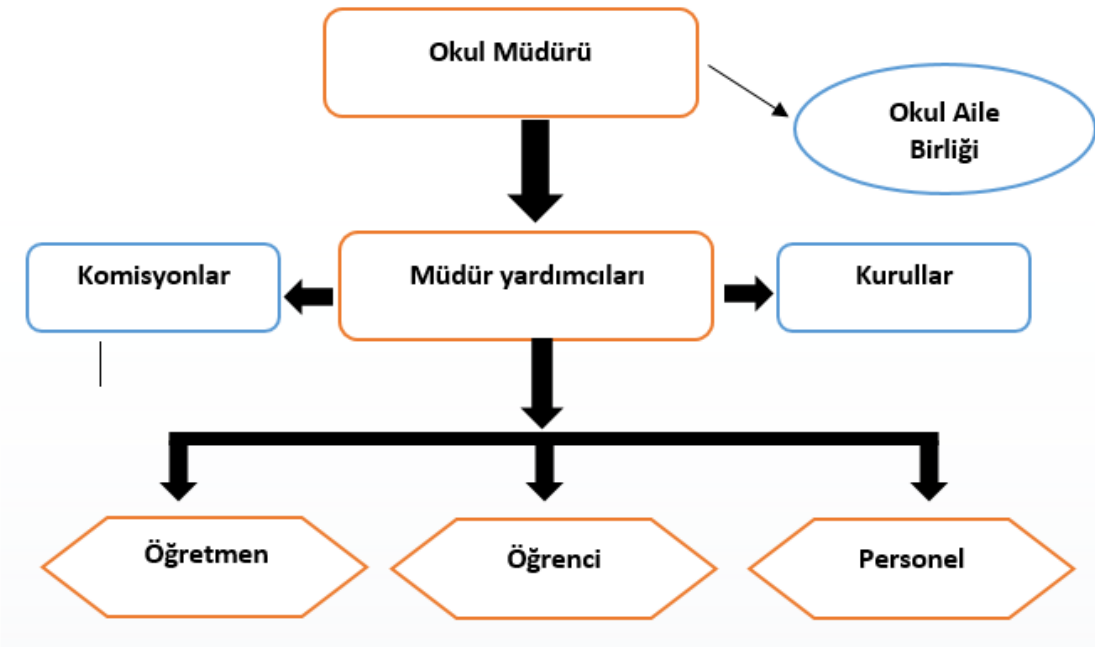 Okul Müdürü
Okul Aile
Birliği
Komisyonlar
Müdür yardımcıları
Kurullar
Öğretmen
Öğrenci
Personel